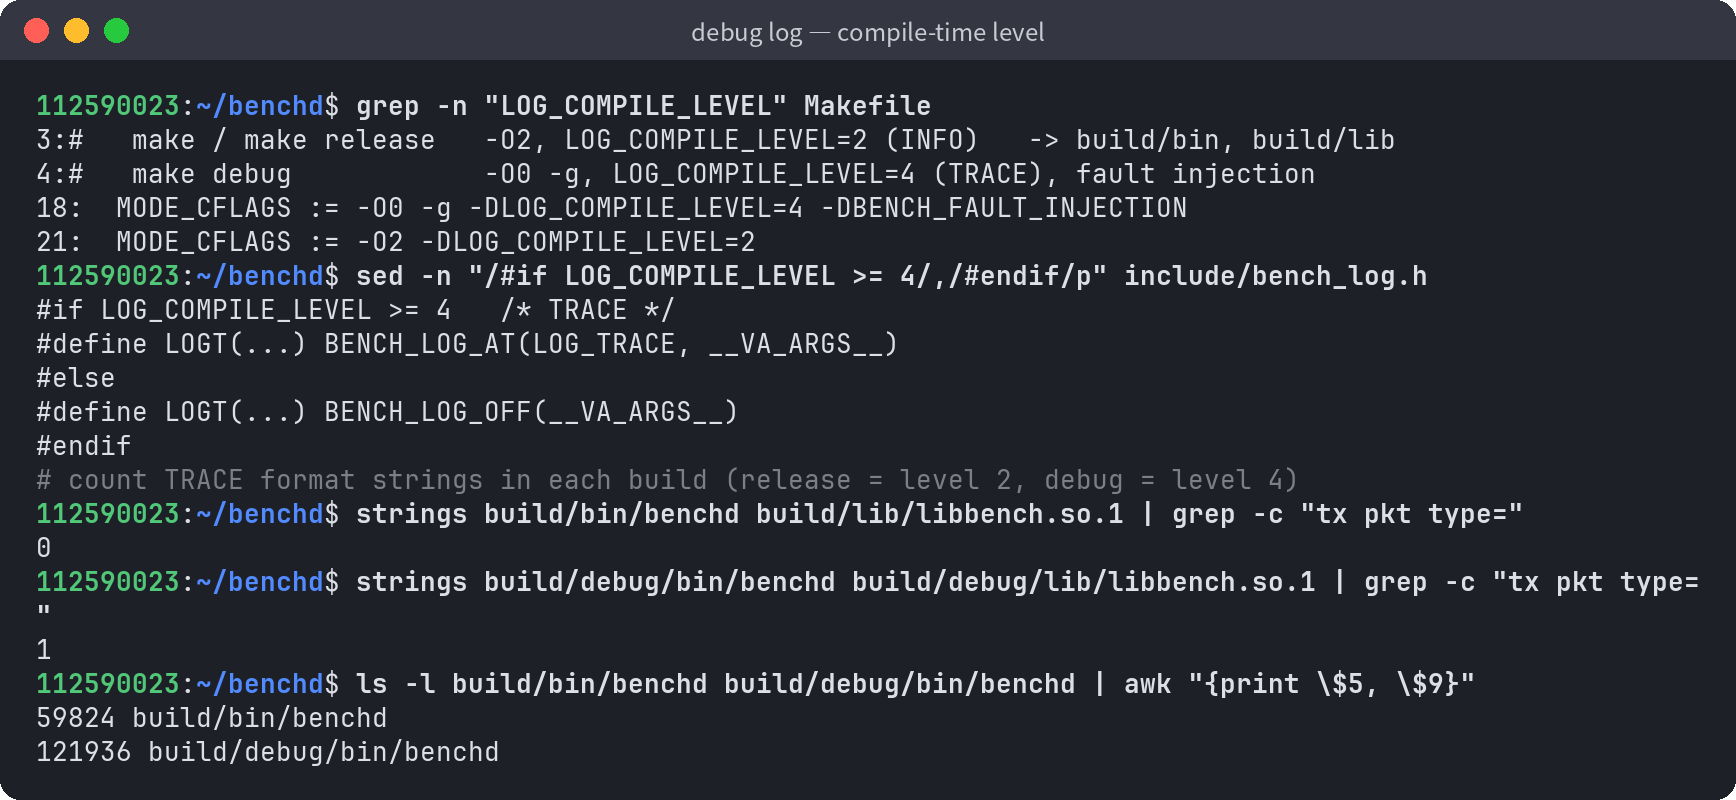 debug log — compile-time level
112590023:~/benchd$ grep -n "LOG_COMPILE_LEVEL" Makefile
3:#   make / make release   -O2, LOG_COMPILE_LEVEL=2 (INFO)   -> build/bin, build/lib
4:#   make debug            -O0 -g, LOG_COMPILE_LEVEL=4 (TRACE), fault injection
18:  MODE_CFLAGS := -O0 -g -DLOG_COMPILE_LEVEL=4 -DBENCH_FAULT_INJECTION
21:  MODE_CFLAGS := -O2 -DLOG_COMPILE_LEVEL=2
112590023:~/benchd$ sed -n "/#if LOG_COMPILE_LEVEL >= 4/,/#endif/p" include/bench_log.h
#if LOG_COMPILE_LEVEL >= 4   /* TRACE */
#define LOGT(...) BENCH_LOG_AT(LOG_TRACE, __VA_ARGS__)
#else
#define LOGT(...) BENCH_LOG_OFF(__VA_ARGS__)
#endif
# count TRACE format strings in each build (release = level 2, debug = level 4)
112590023:~/benchd$ strings build/bin/benchd build/lib/libbench.so.1 | grep -c "tx pkt type="
0
112590023:~/benchd$ strings build/debug/bin/benchd build/debug/lib/libbench.so.1 | grep -c "tx pkt type=
"
1
112590023:~/benchd$ ls -l build/bin/benchd build/debug/bin/benchd | awk "{print \$5, \$9}"
59824 build/bin/benchd
121936 build/debug/bin/benchd